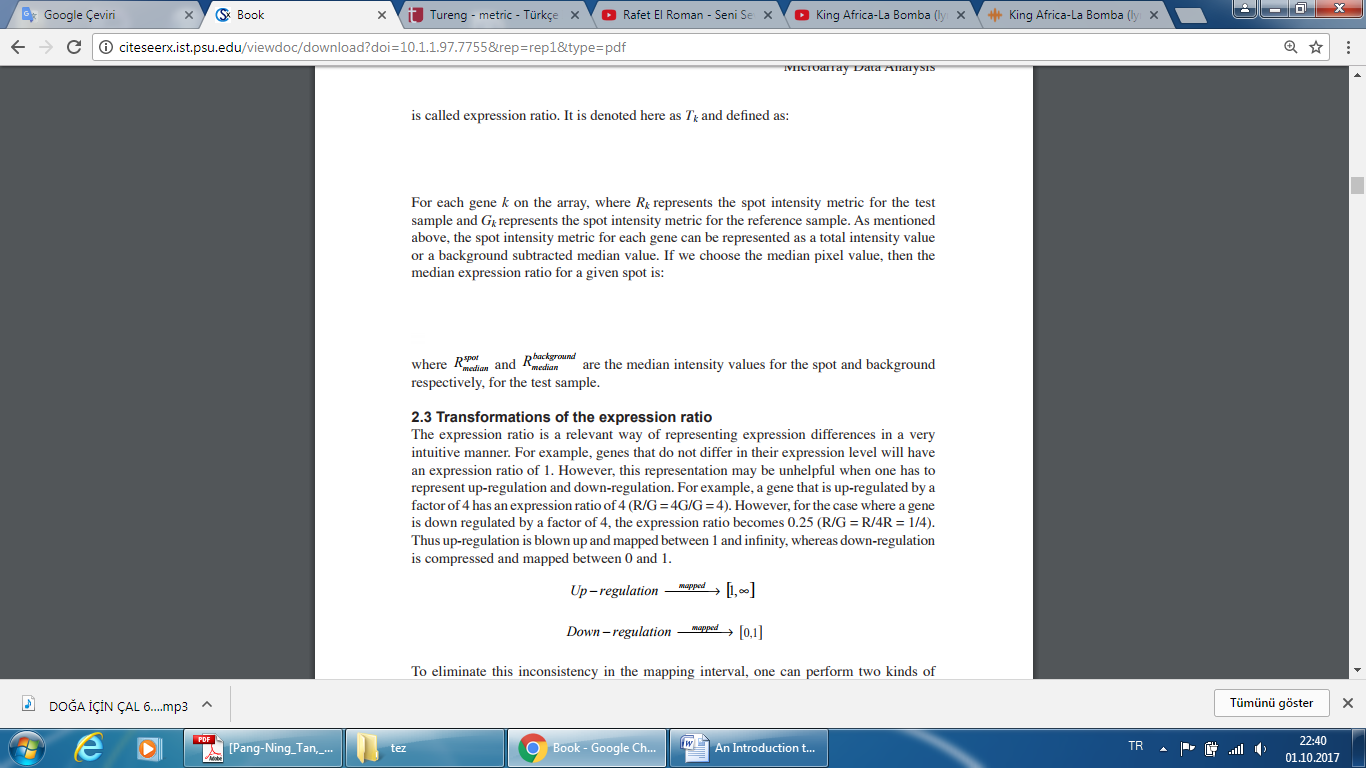 Google Çeviri
Book
Tureng - metric - Türkçe
Rafet El Roman - Seni Se
King Africa-La Bomba (Iy
King Africa-La Bomba (Iy
citeseerx.ist.psu.edu/viewdoc/download?doi=10.1.1.97.7755&rep=rep1&type=pdf
Microarray Data Analysis
is called expression ratio. It is denoted here as Tk and defined as:
For each gene k on the array, where Rk represents the spot intensity metric for the test
sample and Gk represents the spot intensity metric for the reference sample. As mentioned
above, the spot intensity metric for each gene can be represented as a total intensity value
or a background subtracted median value. If we choose the median pixel value, then the
median expression ratio for a given spot is:
where R spot median and R background median are the median intensity values for the spot and background
respectively, for the test sample.
2.3 Transformations of the expression ratio
The expression ratio is a relevant way of representing expression differences in a very
intuitive manner. For example, genes that do not differ in their expression level will have
an expression ratio of 1. However, this representation may be unhelpful when one has to
represent up-regulation and down-regulation. For example, a gene that is up-regulated by a
factor of 4 has an expression ratio of 4 (R/G = 4G/G = 4). However, for the case where a gene
is down regulated by a factor of 4, the expression ratio becomes 0.25 (R/G = R/4R = 1/4).
Thus up-regulation is blown up and mapped between 1 and infinity, whereas down-regulation
is compressed and mapped between 0 and 1.
Up – regulation mapped → [1,∞]
Down – regulation mapped → [0,1]
To eliminate this inconsistency in the mapping interval, one can perform two kinds of
DOĞA İÇİN ÇAL 6....mp3
Tümünü göster
[Pang-Ning_Tan,_...
tez
Book - Google Ch...
An Introduction t...
TR
22:40
01.10.2017